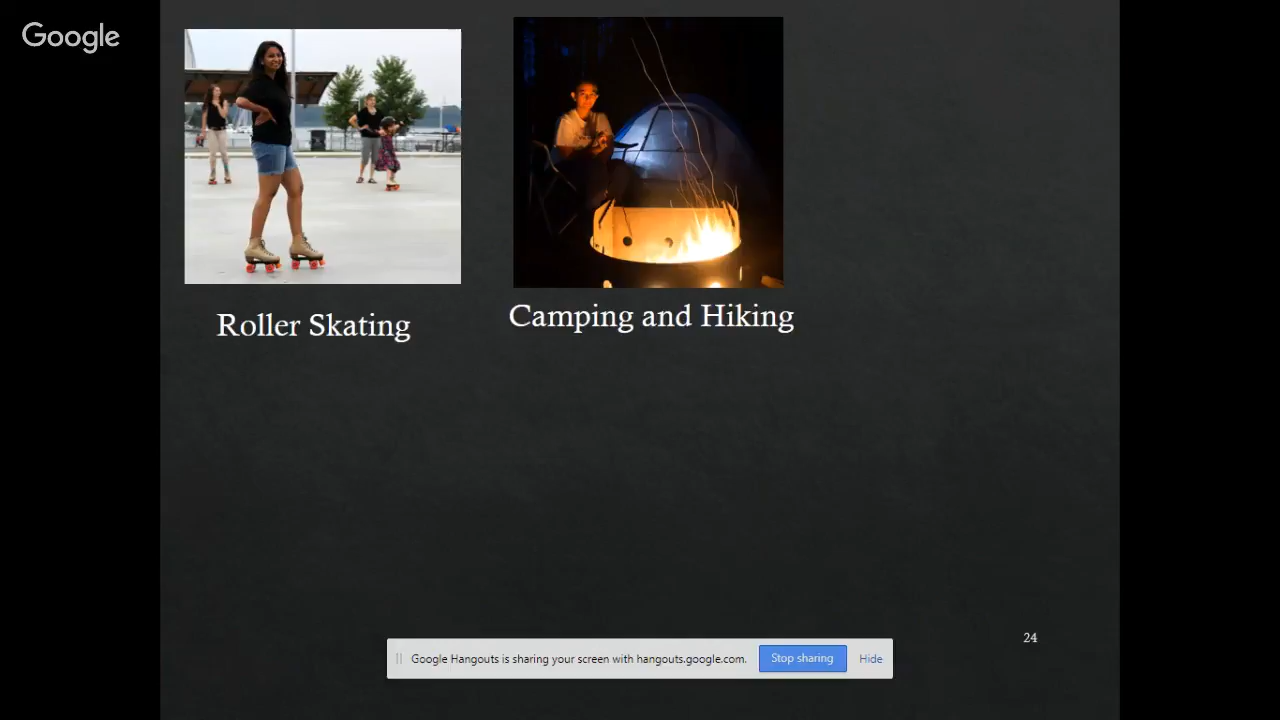 Google
Roller Skating
Camping and Hiking
24
Google Hangouts is sharing your screen with hangouts.google.com.
Stop sharing
Hide